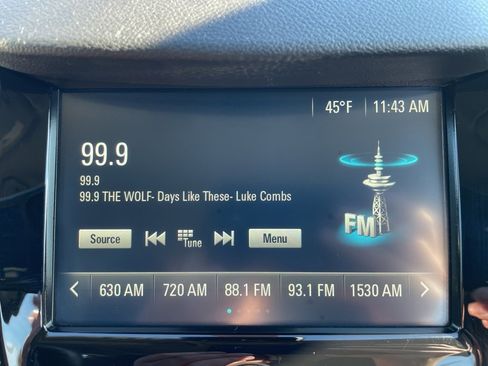 45°F 11:43 AM
99.9
99.9
99.9 THE WOLF- Days Like These- Luke Combs
FM
Source Tune Menu
630 AM 720 AM 88.1 FM 93.1 FM 1530 AM